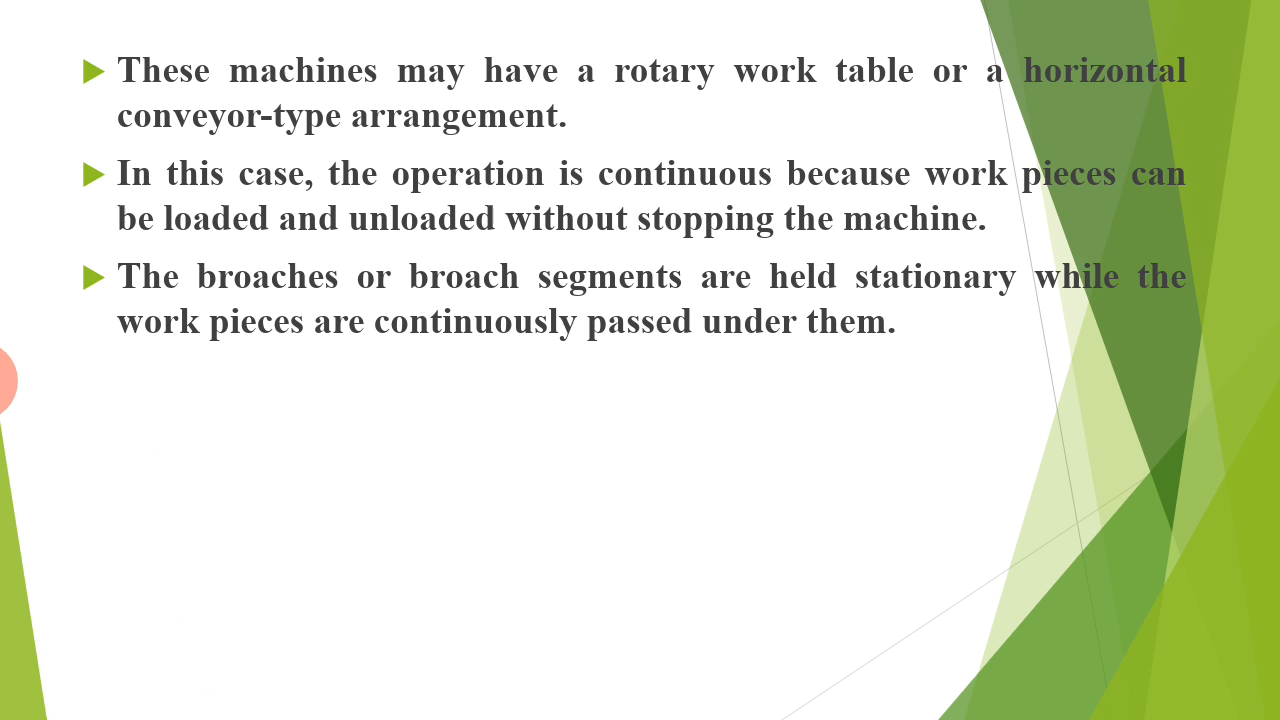 These machines may have a rotary work table or a horizontal
conveyor-type arrangement.
In this case, the operation is continuous because work pieces can
be loaded and unloaded without stopping the machine.
The broaches or broach segments are held stationary while the
work pieces are continuously passed under them.